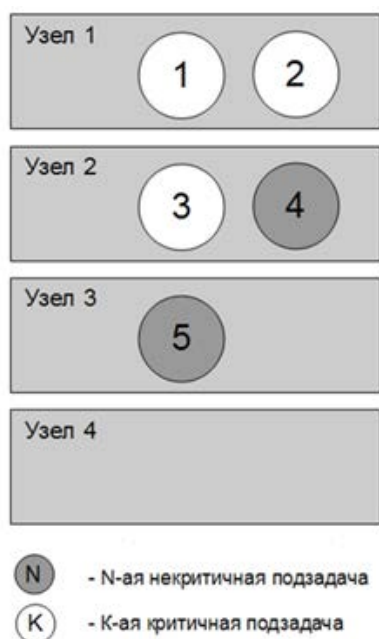 Узел 1
1 2
Узел 2
3 4
Узел 3
5
Узел 4
N - N-ая некритичная подзадача
K - К-ая критичная подзадача